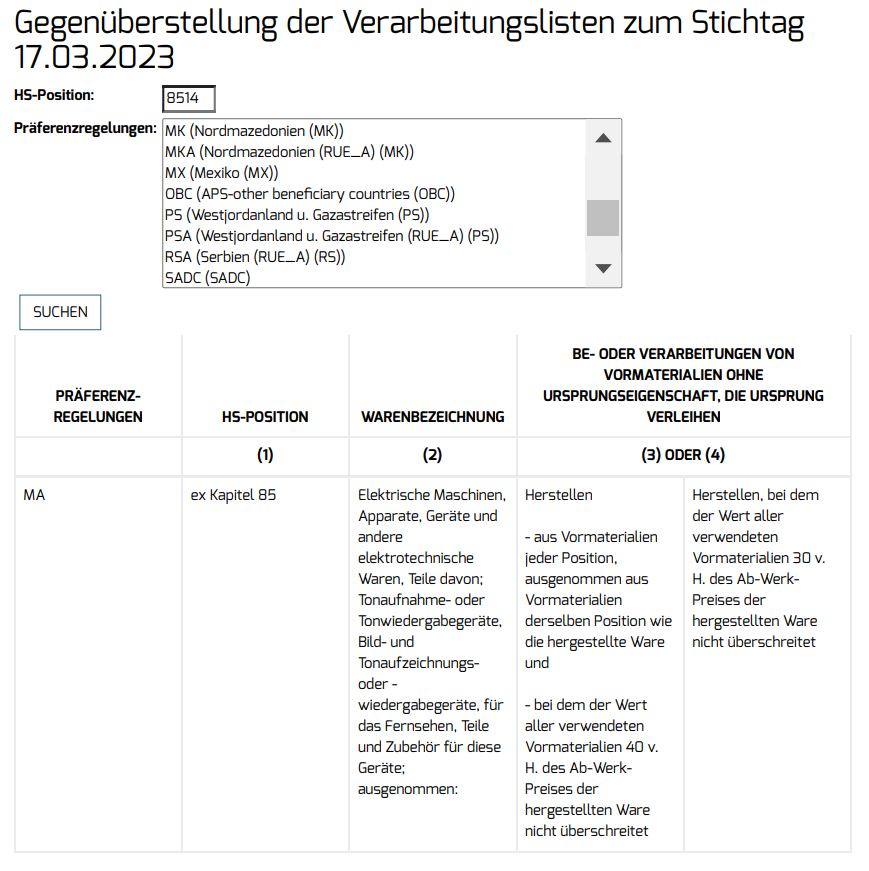 Gegenüberstellung der Verarbeitungslisten zum Stichtag
17.03.2023
HS-Position:
8514
Präferenzregelungen:
MK (Nordmazedonien (MK))
MKA (Nordmazedonien (RUE_A) (MK))
MX (Mexiko (MX))
OBC (APS-other beneficiary countries (OBC))
PS (Westjordanland u. Gazastreifen (PS))
PSA (Westjordanland u. Gazastreifen (RUE_A) (PS))
RSA (Serbien (RUE_A) (RS))
SADC (SADC)
SUCHEN
PRÄFERENZ-
REGELUNGEN
HS-POSITION
WARENBEZEICHNUNG
BE- ODER VERARBEITUNGEN VON
VORMATERIALIEN OHNE
URSPRUNGSEIGENSCHAFT, DIE URSPRUNG
VERLEIHEN
(1)
(2)
(3) ODER (4)
MA
ex Kapitel 85
Elektrische Maschinen,
Apparate, Geräte und
andere
elektrotechnische
Waren, Teile davon;
Tonaufnahme- oder
Tonwiedergabegeräte,
Bild- und
Tonaufzeichnungs-
oder -
wiedergabegeräte, für
das Fernsehen, Teile
und Zubehör für diese
Geräte;
ausgenommen:
Herstellen
- aus Vormaterialien
jeder Position,
ausgenommen aus
Vormaterialien
derselben Position wie
die hergestellte Ware
und
- bei dem der Wert
aller verwendeten
Vormaterialien 40 v.
H. des Ab-Werk-
Preises der
hergestellten Ware
nicht überschreitet
Herstellen, bei dem
der Wert aller
verwendeten
Vormaterialien 30 v.
H. des Ab-Werk-
Preises der
hergestellten Ware
nicht überschreitet